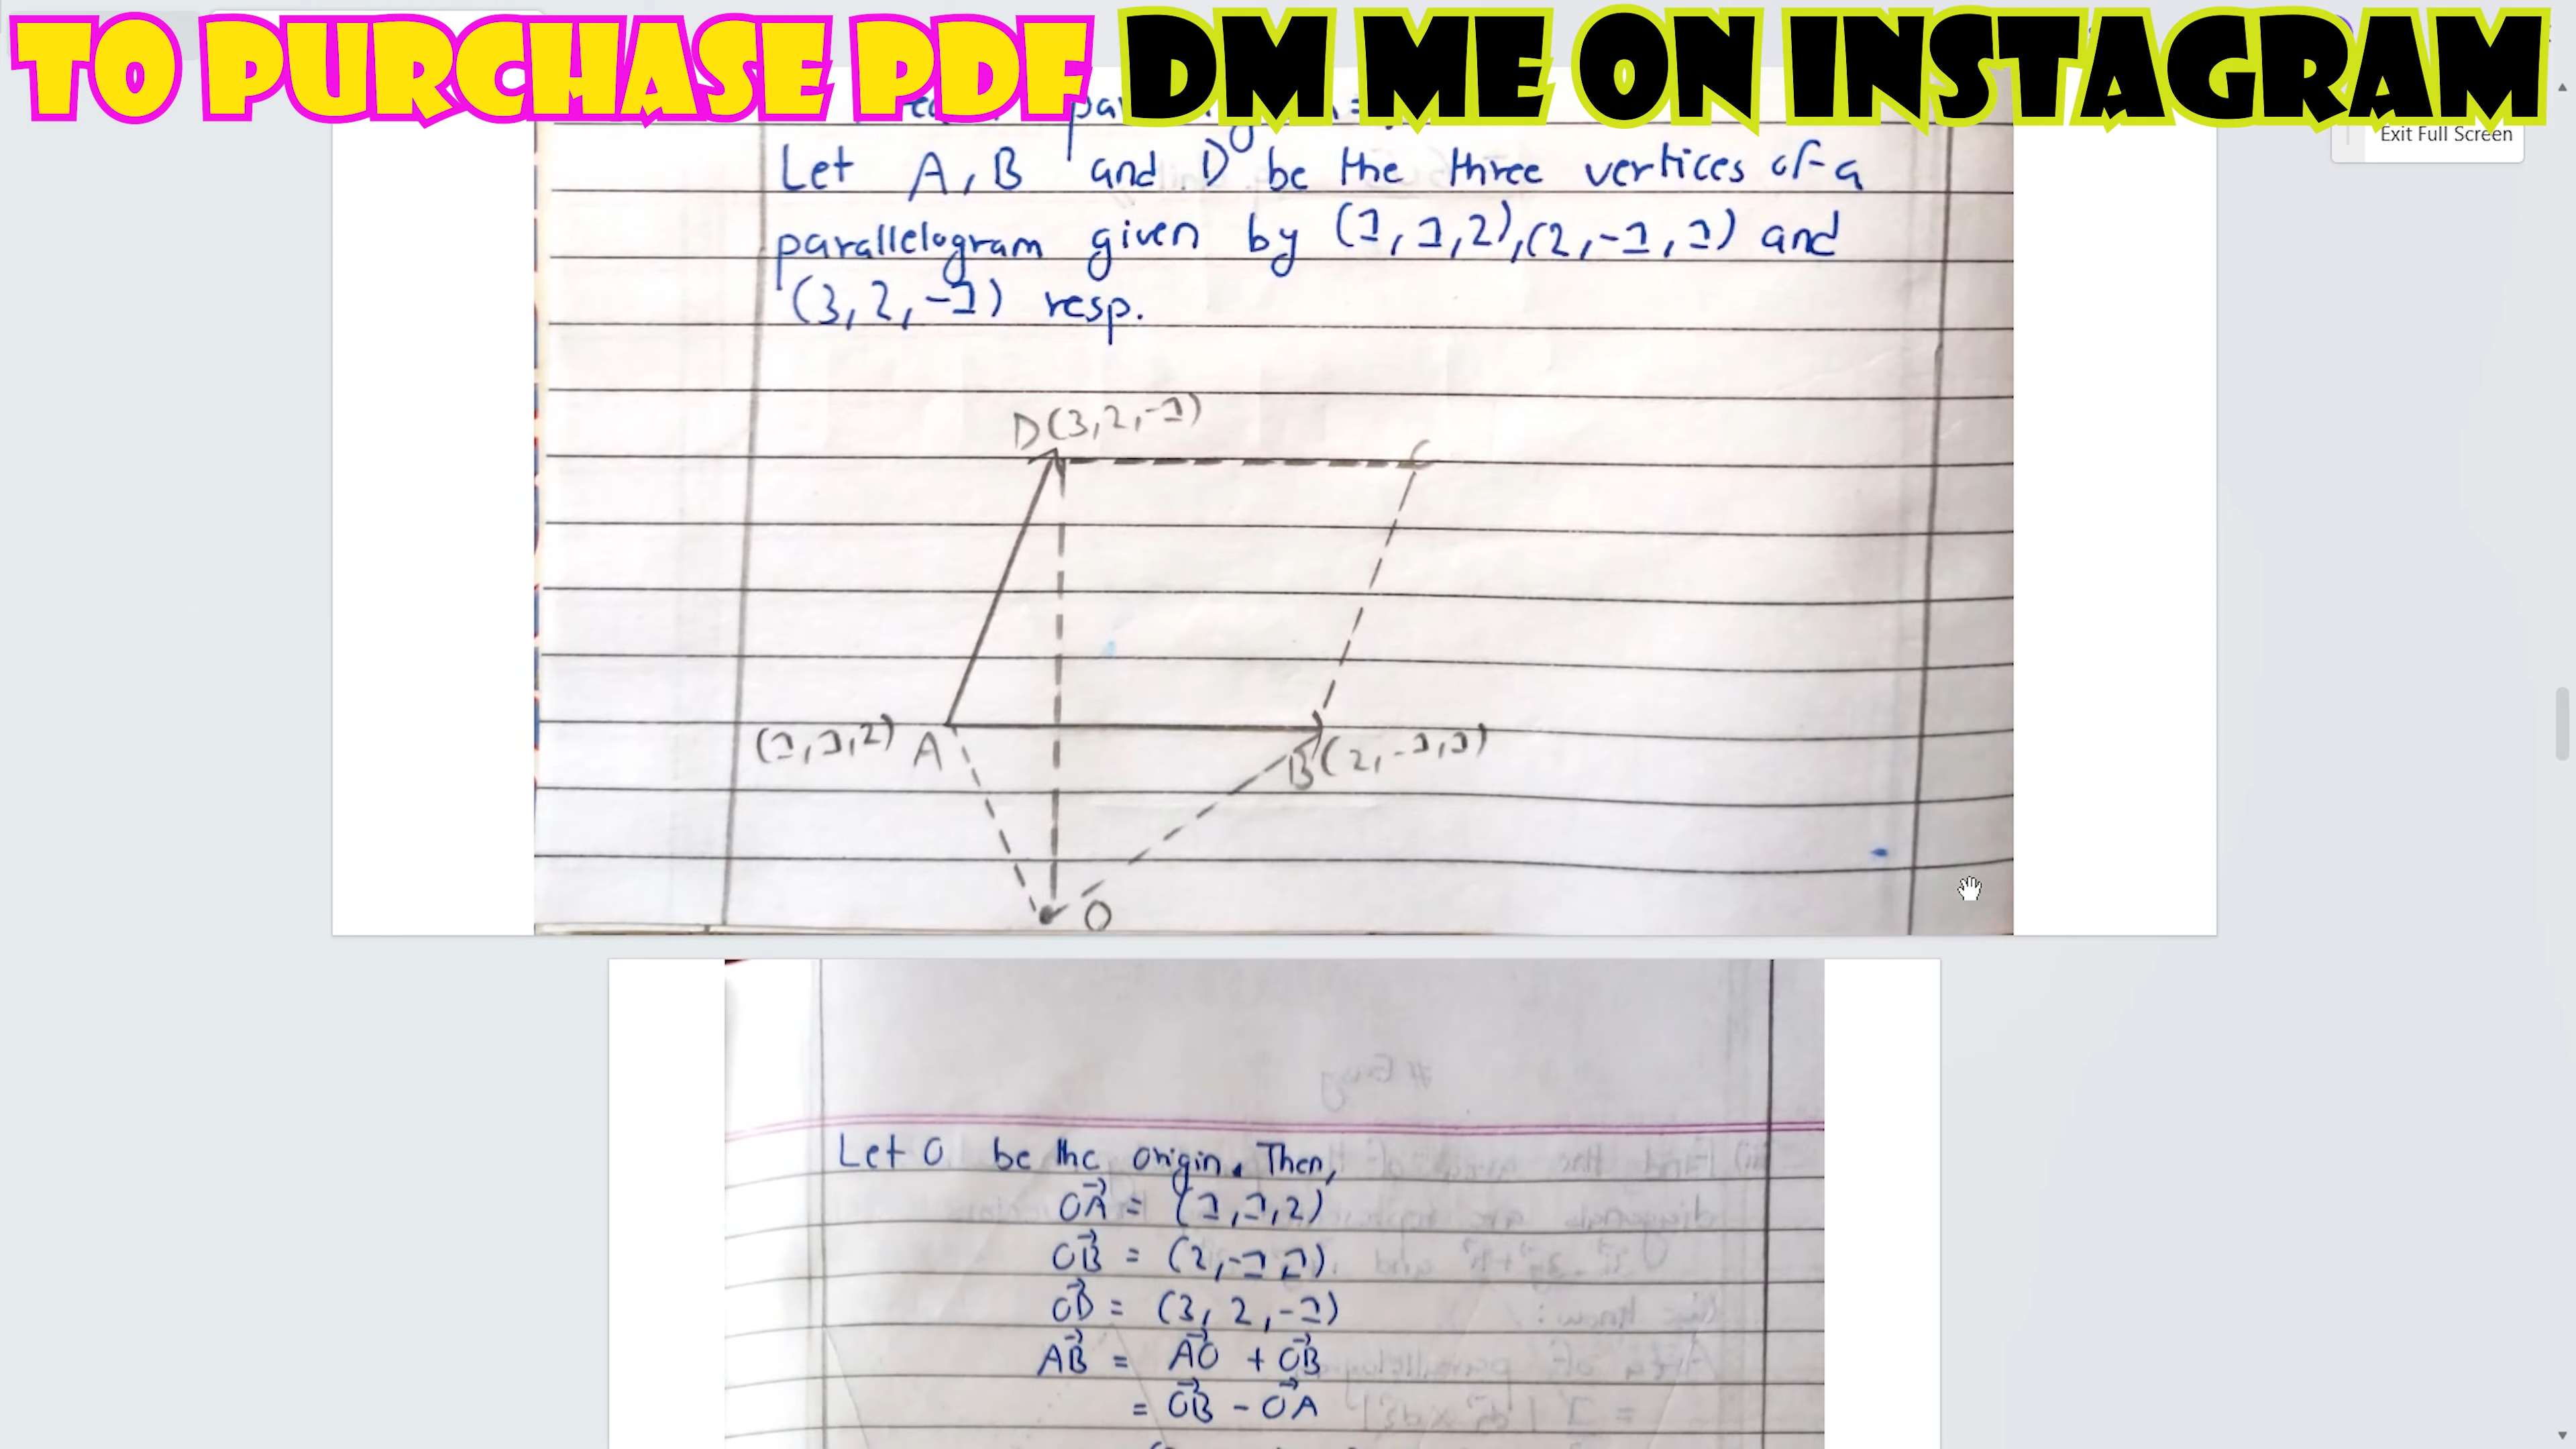 TO PURCHASE PDF DM ME ON INSTAGRAM
Exit Full Screen
Let A, B and D be the three vertices of a
parallelogram given by (1, 1, 2), (2, -1, 1) and
(3, 2, -1) resp.
D(3, 2, -1)
C
(1, 1, 2) A
B(2, -1, 1)
O
Let O be the origin. Then,
OA⃗ = (1, 1, 2)
OB⃗ = (2, -1, 1)
OD⃗ = (3, 2, -1)
AB⃗ = AO⃗ + OB⃗
= OB⃗ - OA⃗